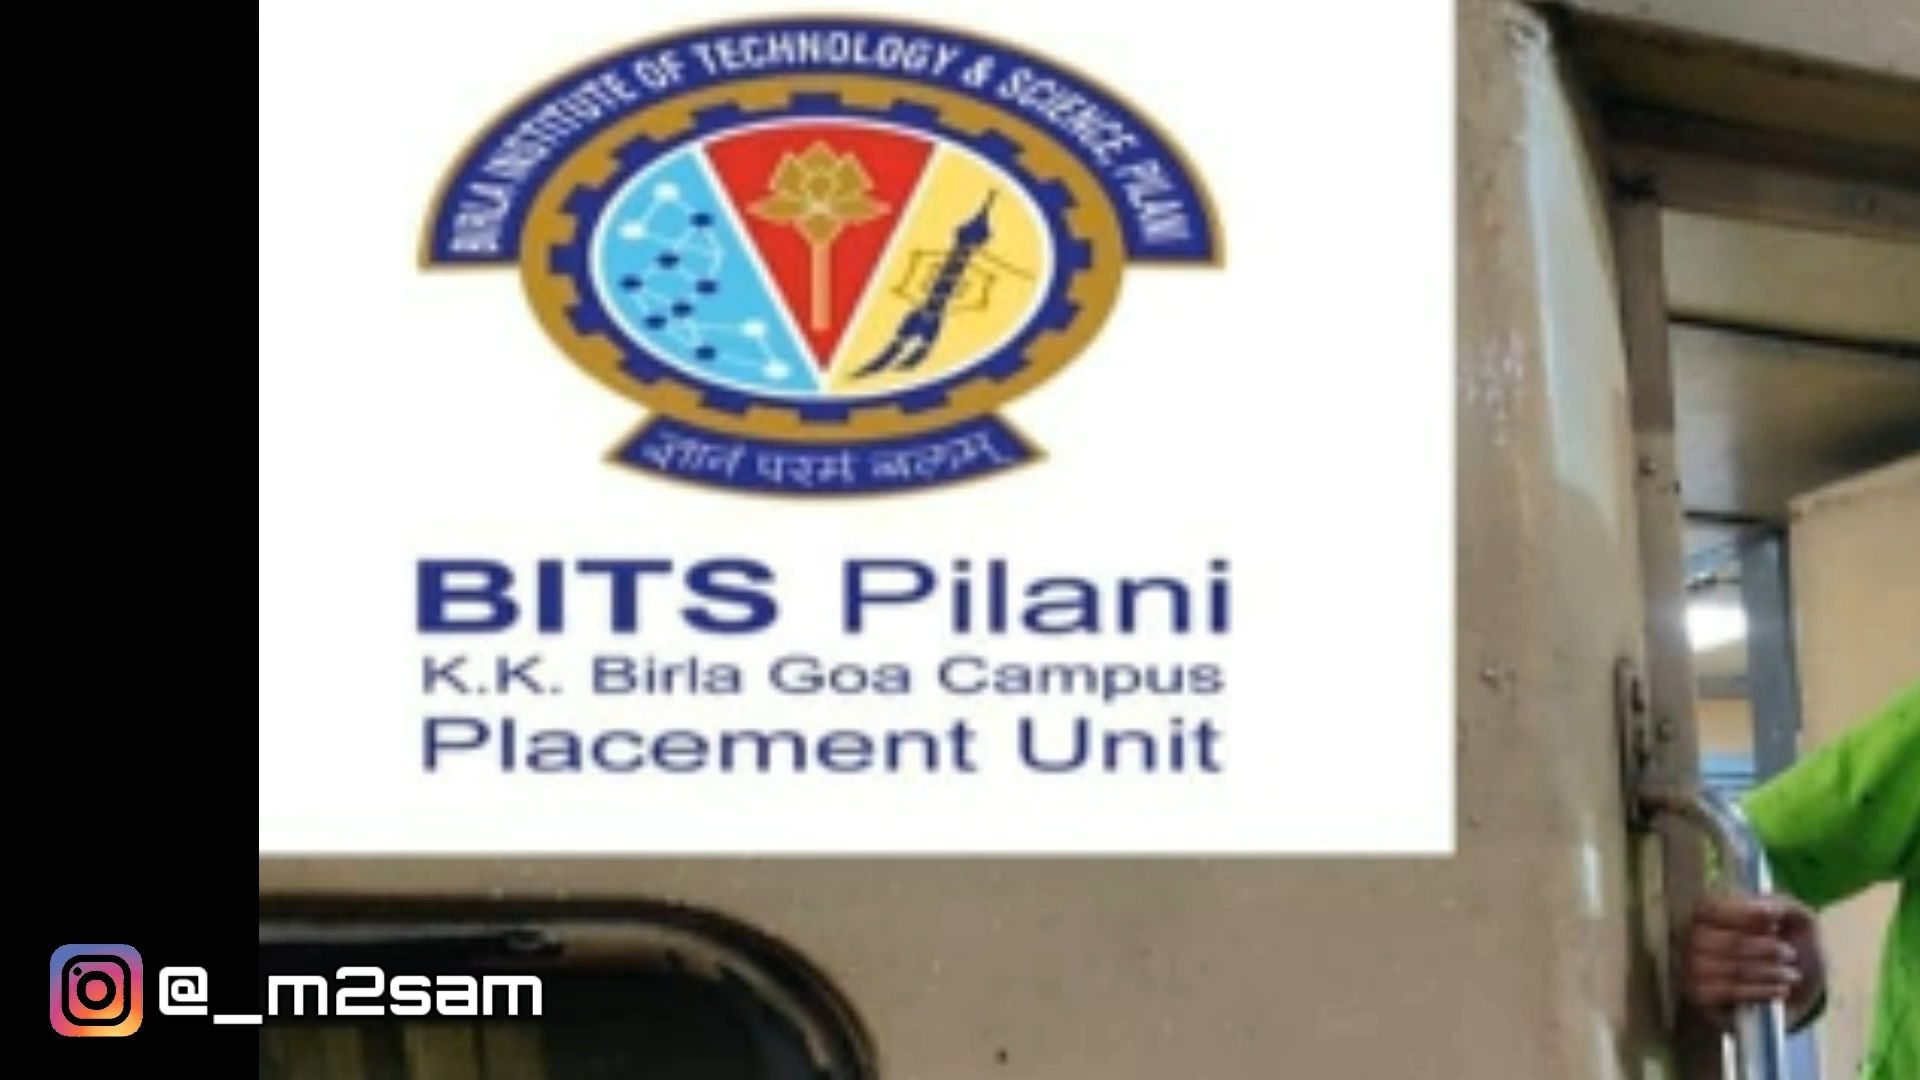 BIRLA INSTITUTE OF TECHNOLOGY & SCIENCE, PILANI
ज्ञानं परमं बलम्
BITS Pilani
K.K. Birla Goa Campus
Placement Unit
@_m2sam